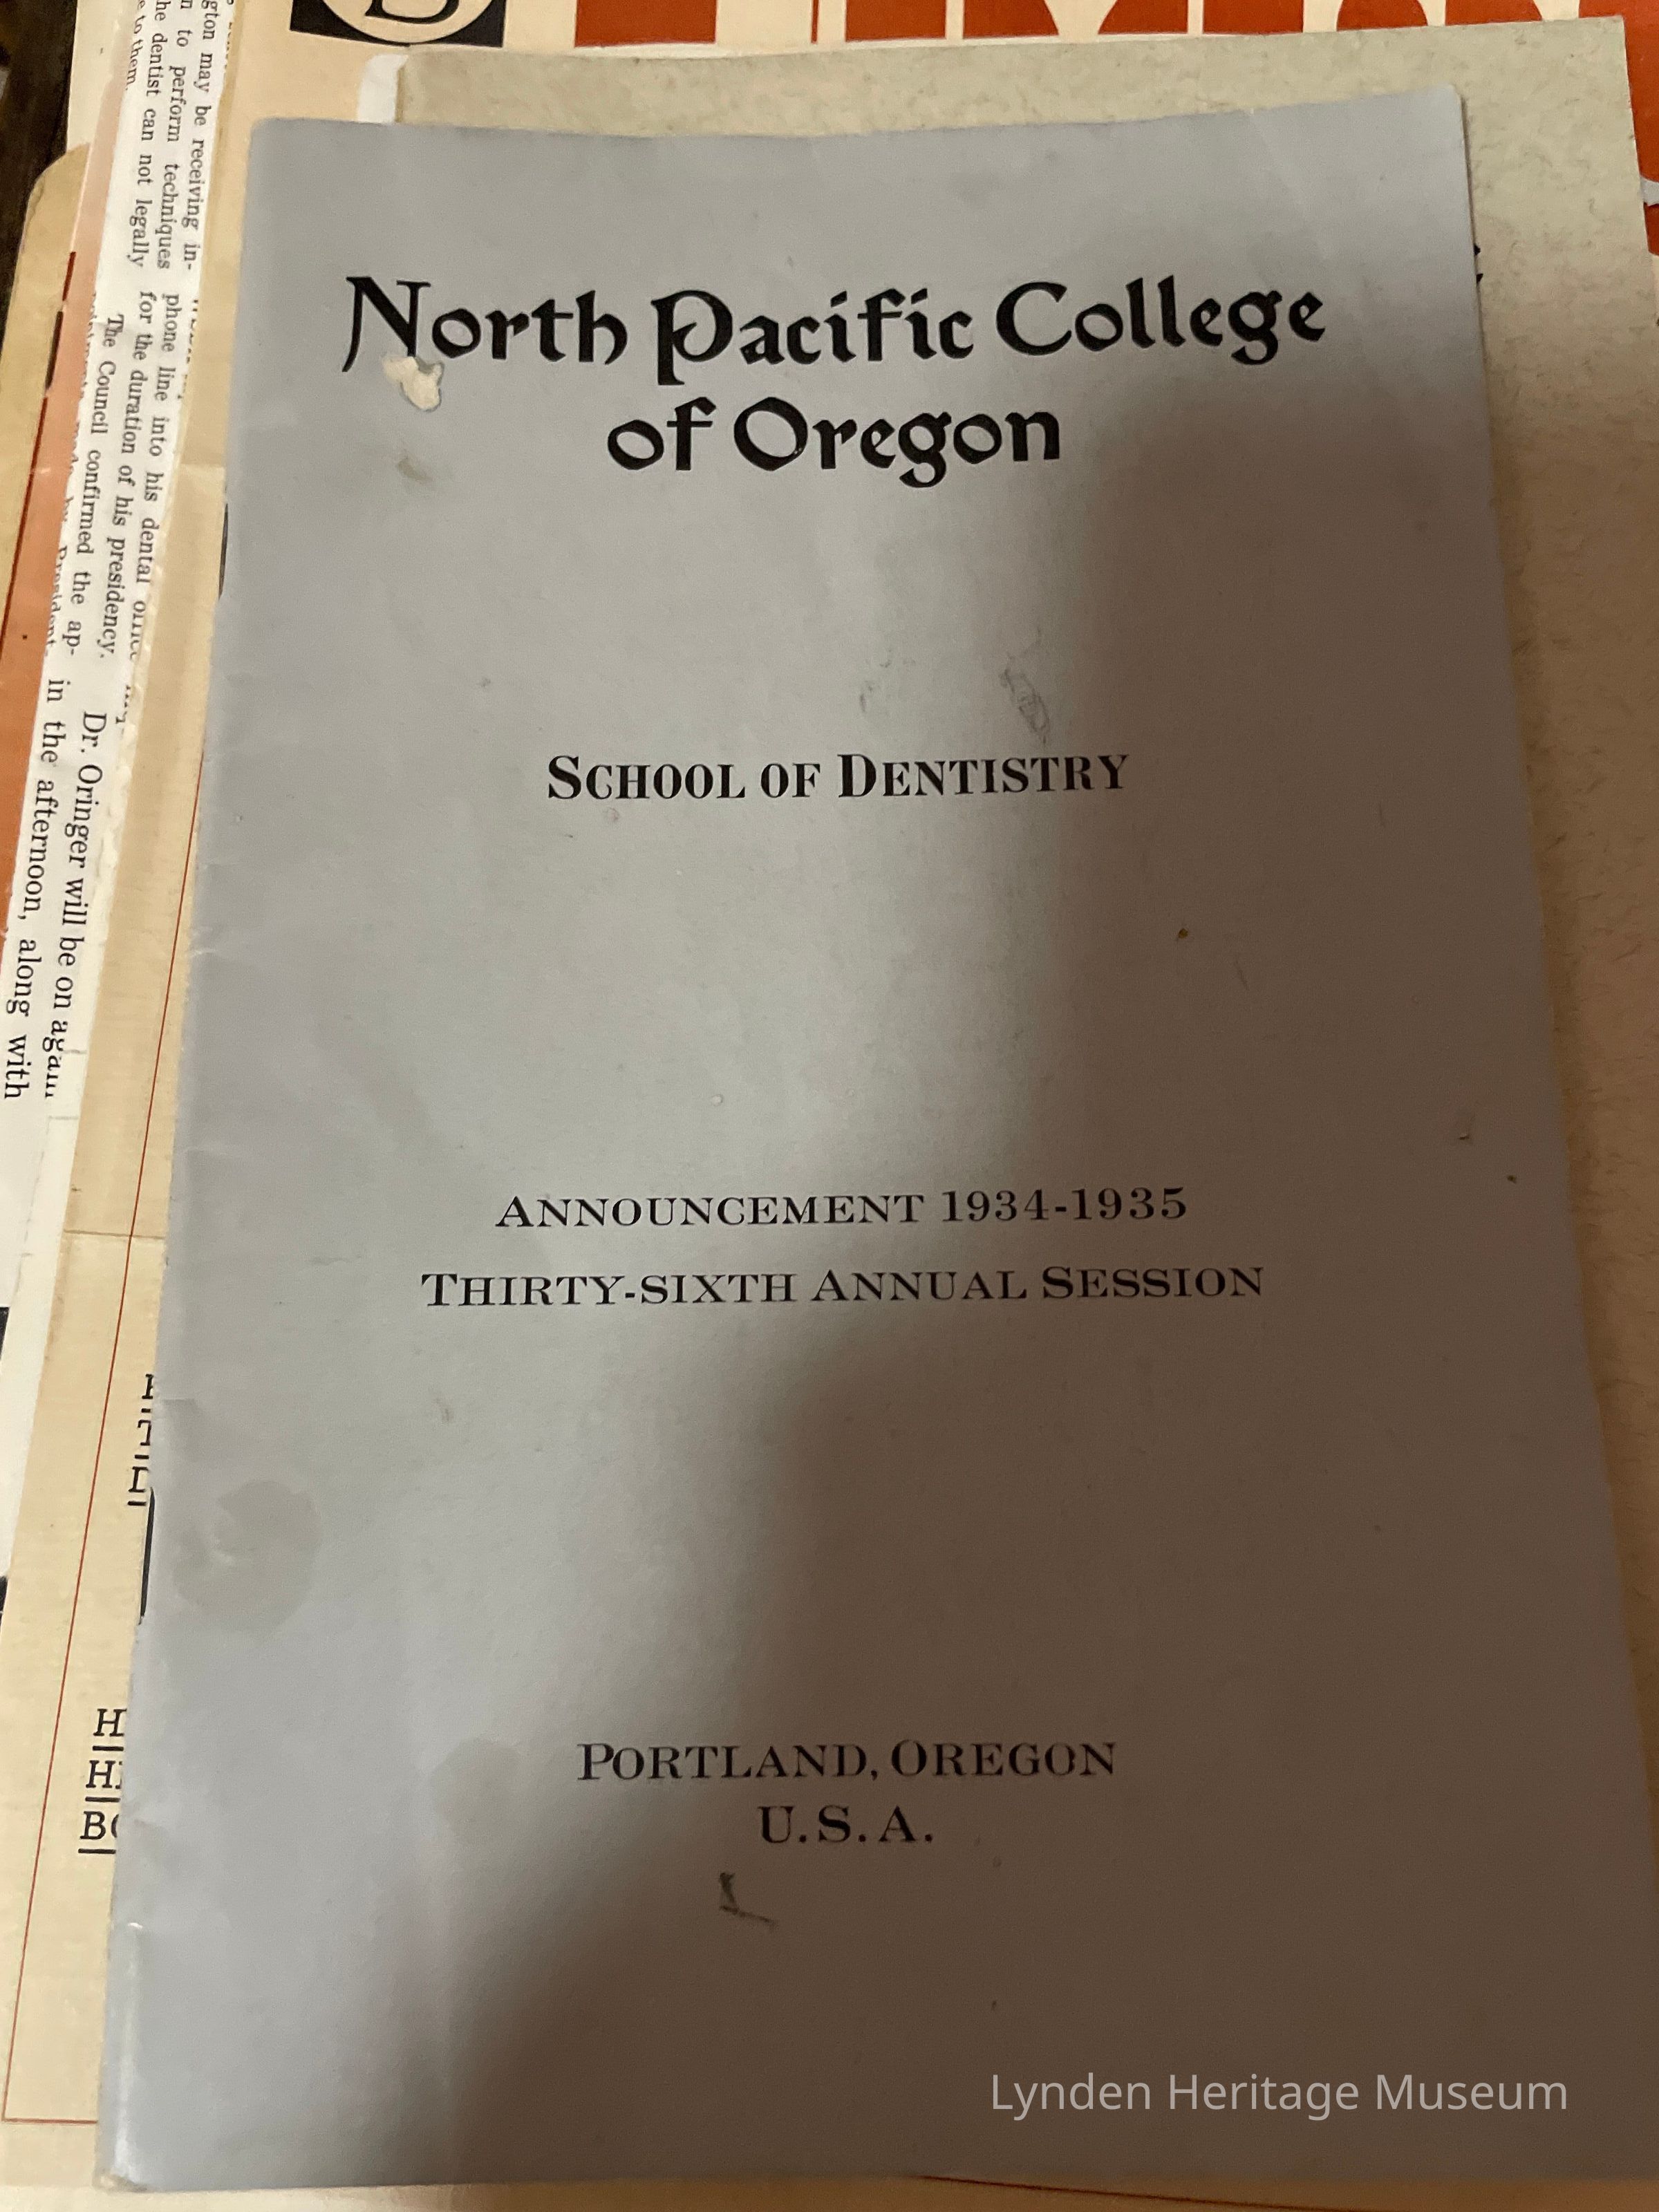 North Pacific College
of Oregon
SCHOOL OF DENTISTRY
ANNOUNCEMENT 1934-1935
THIRTY-SIXTH ANNUAL SESSION
PORTLAND, OREGON
U.S.A.
Lynden Heritage Museum
gton may be receiving in-
to perform techniques
he dentist can not legally
to them.
phone line into his dental
for the duration of his presidency.
The Council confirmed the ap-
Dr. Oringer will be on again
in the afternoon, along with